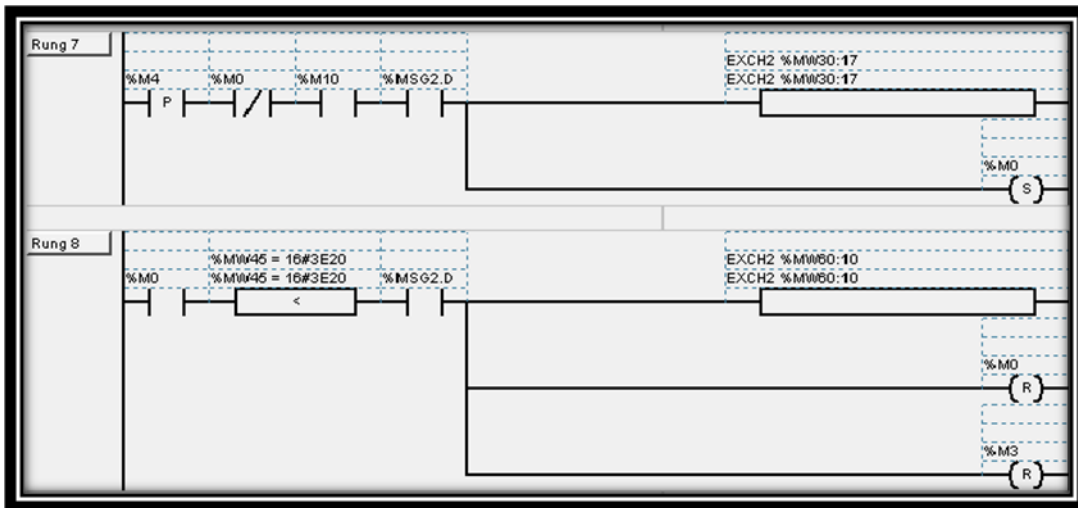 Rung 7
EXCH2 %MW30:17
%M4 %M0 %M10 %MSG2.D EXCH2 %MW30:17
P
%M0
S
Rung 8
%MW45 = 16#3E20 EXCH2 %MW60:10
%M0 %MW45 = 16#3E20 %MSG2.D EXCH2 %MW60:10
<
%M0
R
%M3
R